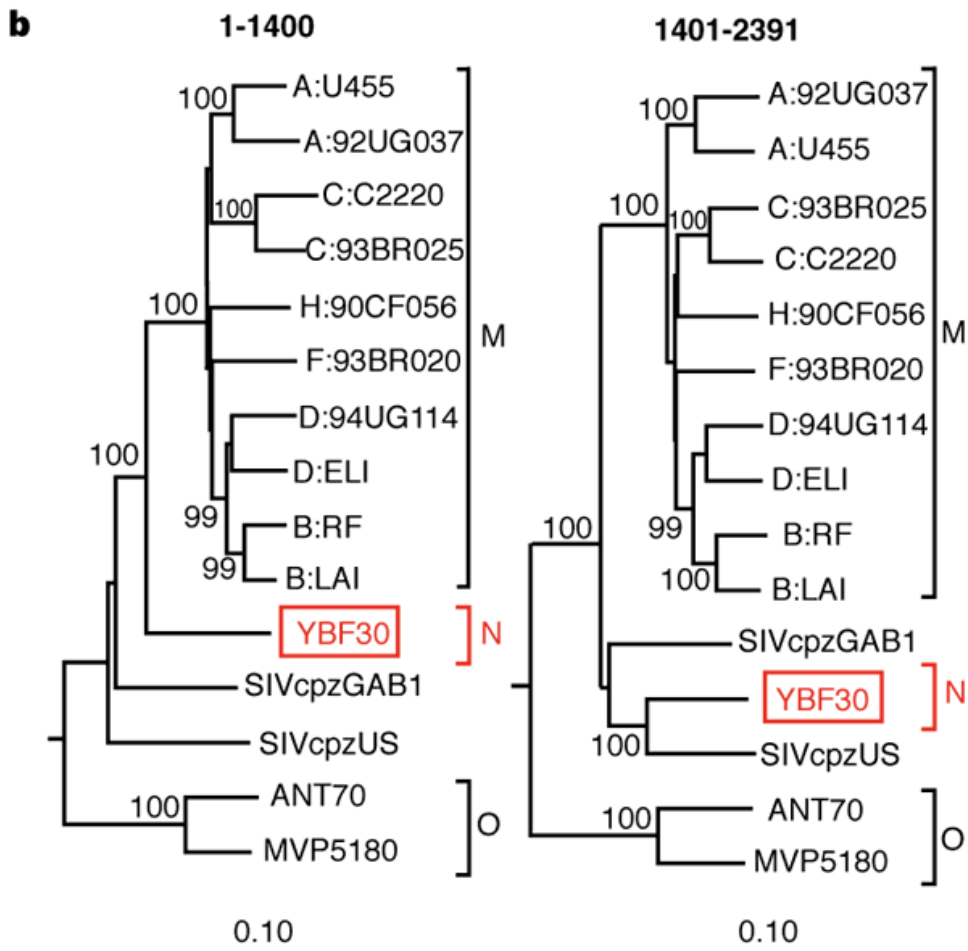 b
1-1400
100
A:U455
A:92UG037
100
C:C2220
C:93BR025
100
H:90CF056
F:93BR020
M
D:94UG114
100
D:ELI
99
B:RF
99
B:LAI
YBF30
N
SIVcpzGAB1
SIVcpzUS
100
ANT70
O
MVP5180
0.10
1401-2391
100
A:92UG037
A:U455
100
C:93BR025
100
C:C2220
H:90CF056
M
F:93BR020
D:94UG114
D:ELI
99
B:RF
100
100
B:LAI
SIVcpzGAB1
YBF30
N
100
SIVcpzUS
100
ANT70
O
MVP5180
0.10